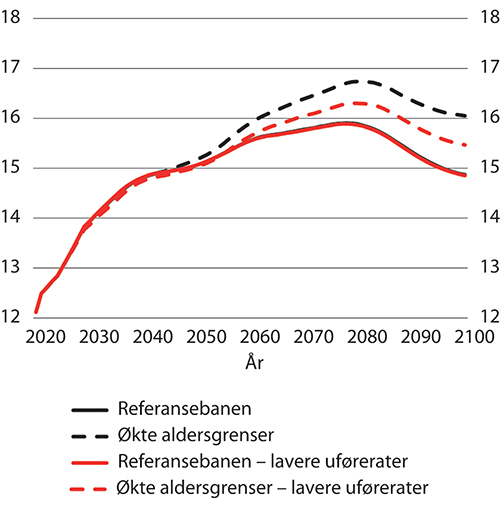 18 18
17 17
16 16
15 15
14 14
13 13
12 12
2020 2030 2040 2050 2060 2070 2080 2090 2100
År
Referansebanen
Økte aldersgrenser
Referansebanen – lavere uførerater
Økte aldersgrenser – lavere uførerater